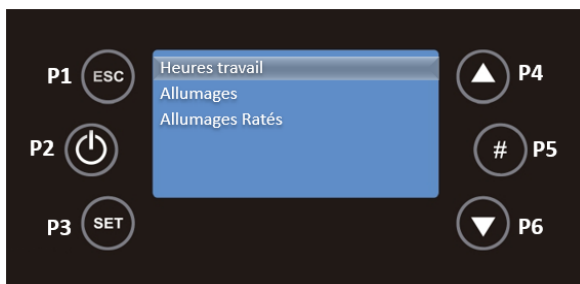 P1 ESC
P2
P3 SET
Heures travail
Allumages
Allumages Ratés
P4
# P5
P6